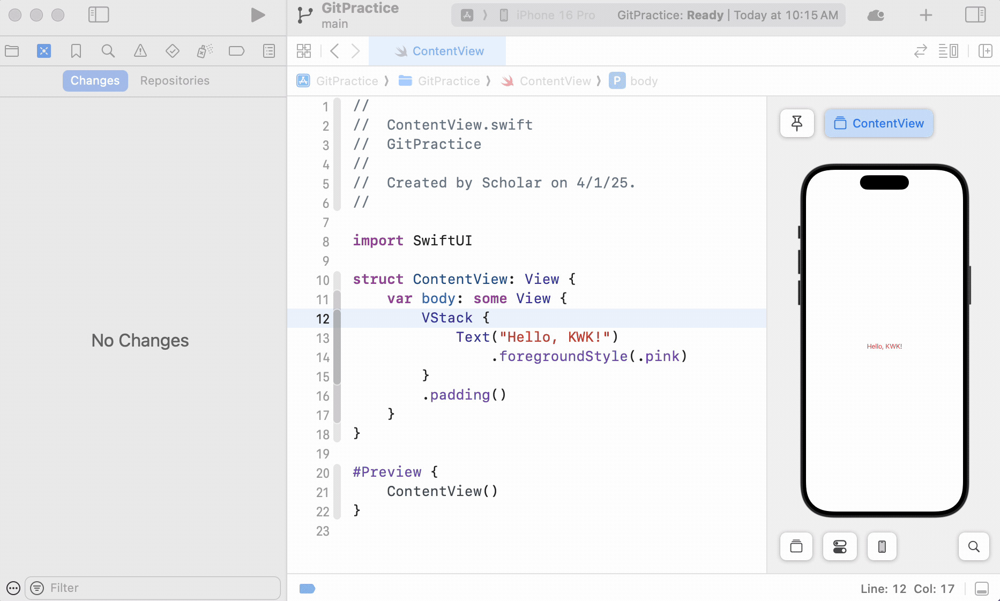 GitPractice
main
iPhone 16 Pro
GitPractice: Ready | Today at 10:15 AM
ContentView
Changes
Repositories
GitPractice
GitPractice
ContentView
P
body
1 //
2 //  ContentView.swift
3 //  GitPractice
4 //
5 //  Created by Scholar on 4/1/25.
6 //
7
8 import SwiftUI
9
10 struct ContentView: View {
11     var body: some View {
12         VStack {
13             Text("Hello, KWK!")
14                 .foregroundStyle(.pink)
15         }
16         .padding()
17     }
18 }
19
20 #Preview {
21     ContentView()
22 }
23
No Changes
ContentView
Hello, KWK!
Filter
Line: 12  Col: 17